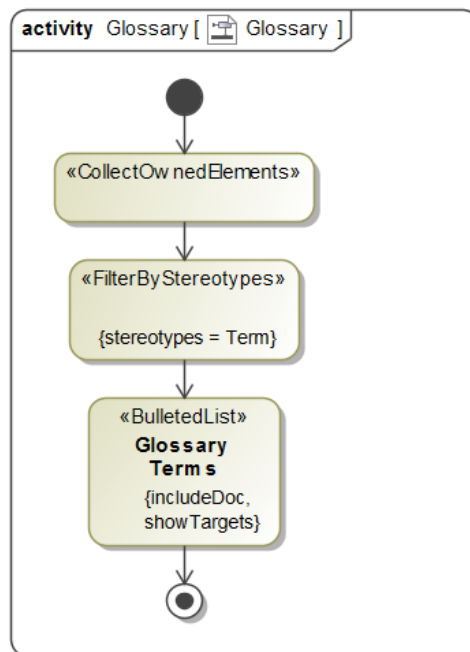 activity Glossary [ Glossary ]
«CollectOwnedElements»
«FilterByStereotypes»
{stereotypes = Term}
«BulletedList»
Glossary
Terms
{includeDoc,
showTargets}